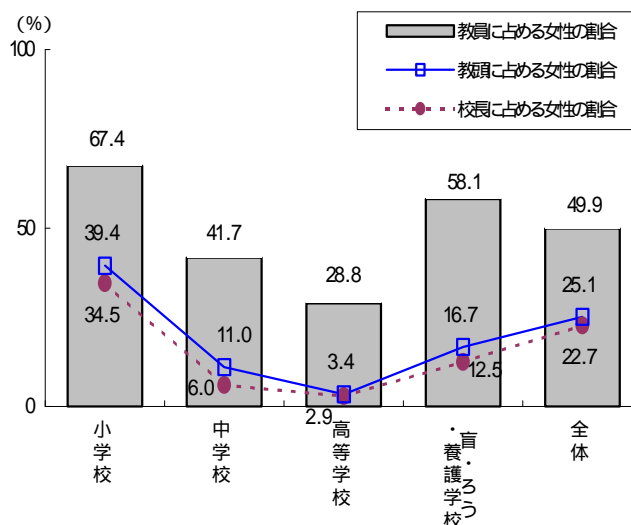 (%)
100
50
0
教員に占める女性の割合
教頭に占める女性の割合
校長に占める女性の割合
67.4
39.4
34.5
41.7
11.0
6.0
28.8
3.4
2.9
58.1
16.7
12.5
49.9
25.1
22.7
小学校
中学校
高等学校
盲・ろう
・養護学校
全体